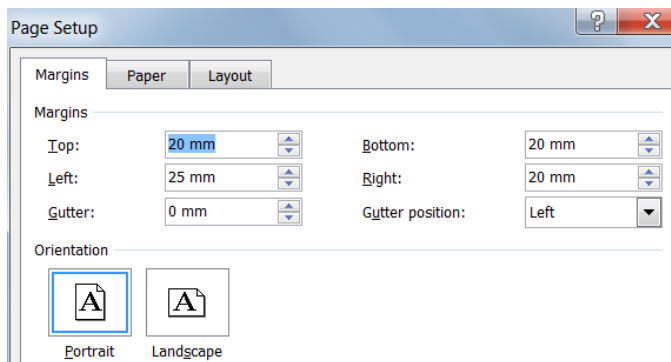 Page Setup ? X
Margins Paper Layout
Margins
Top: 20 mm Bottom: 20 mm
Left: 25 mm Right: 20 mm
Gutter: 0 mm Gutter position: Left
Orientation
A A
Portrait Landscape